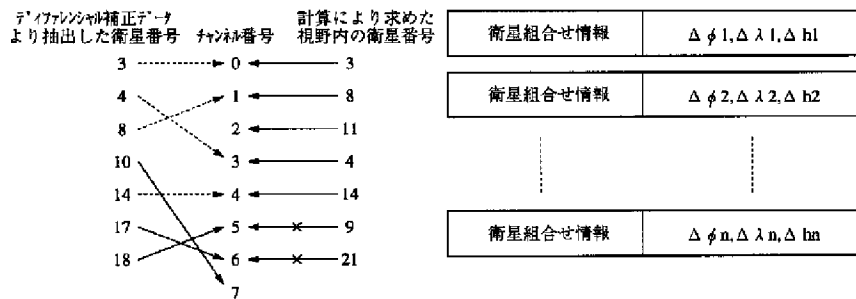 ディファレンシャル補正データ
より抽出した衛星番号
チャンネル番号
計算により求めた
視野内の衛星番号
3 0 3
4 1 8
8 2 11
10 3 4
14 4 14
17 5 × 9
18 6 × 21
7
衛星組合せ情報 Δφ1,Δλ1,Δh1
衛星組合せ情報 Δφ2,Δλ2,Δh2
衛星組合せ情報 Δφn,Δλn,Δhn